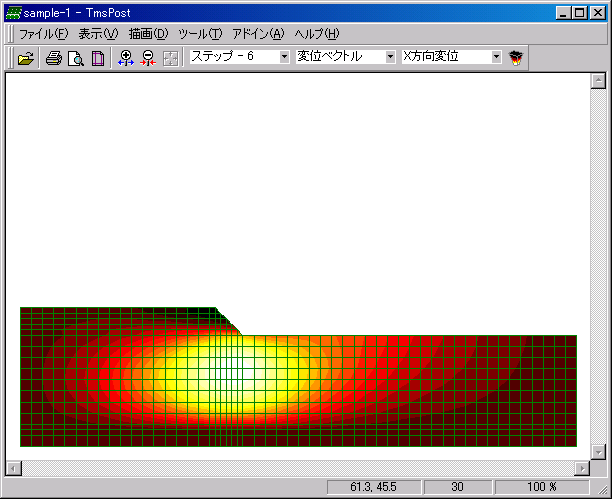 sample-1 - TmsPost
ファイル(F) 表示(V) 描画(D) ツール(T) アドイン(A) ヘルプ(H)
ステップ - 6 変位ベクトル X方向変位
61.3, 45.5 30 100 %